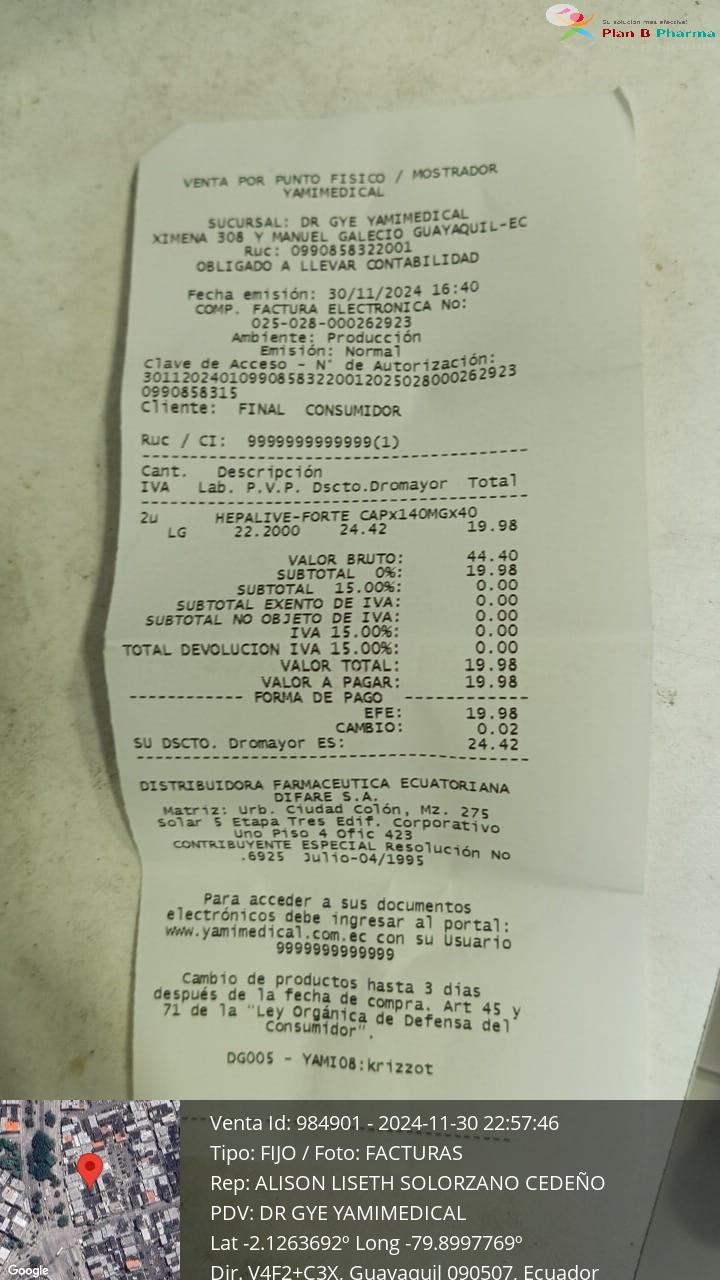 Su solucion mas efectiva!
Plan B Pharma
VENTA POR PUNTO FISICO / MOSTRADOR
YAMIMEDICAL
SUCURSAL: DR GYE YAMIMEDICAL
XIMENA 308 Y MANUEL GALECIO GUAYAQUIL-EC
Ruc: 0990858322001
OBLIGADO A LLEVAR CONTABILIDAD
Fecha emisión: 30/11/2024 16:40
COMP. FACTURA ELECTRONICA No:
025-028-000262923
Ambiente: Producción
Emisión: Normal
Clave de Acceso - N° de Autorización:
301120240109908583220012025028000262923
0990858315
Cliente: FINAL CONSUMIDOR
Ruc / CI: 9999999999999(1)
Cant. Descripción
IVA Lab. P.V.P. Dscto.Dromayor Total
2u HEPALIVE-FORTE CAPx140MGx40
LG 22.2000 24.42 19.98
VALOR BRUTO: 44.40
SUBTOTAL 0%: 19.98
SUBTOTAL 15.00%: 0.00
SUBTOTAL EXENTO DE IVA: 0.00
SUBTOTAL NO OBJETO DE IVA: 0.00
IVA 15.00%: 0.00
TOTAL DEVOLUCION IVA 15.00%: 0.00
VALOR TOTAL: 19.98
VALOR A PAGAR: 19.98
------------ FORMA DE PAGO ------------
EFE: 19.98
CAMBIO: 0.02
SU DSCTO. Dromayor ES: 24.42
DISTRIBUIDORA FARMACEUTICA ECUATORIANA
DIFARE S.A.
Matriz: Urb. Ciudad Colón, Mz. 275
Solar 5 Etapa Tres Edif. Corporativo
Uno Piso 4 Ofic 423
CONTRIBUYENTE ESPECIAL Resolución No
.6925 Julio-04/1995
Para acceder a sus documentos
electrónicos debe ingresar al portal:
www.yamimedical.com.ec con su Usuario
9999999999999
Cambio de productos hasta 3 días
después de la fecha de compra. Art 45 y
71 de la "Ley Orgánica de Defensa del
Consumidor".
DG005 - YAMI08:krizzot
Venta Id: 984901 - 2024-11-30 22:57:46
Tipo: FIJO / Foto: FACTURAS
Rep: ALISON LISETH SOLORZANO CEDEÑO
PDV: DR GYE YAMIMEDICAL
Lat -2.1263692º Long -79.8997769º
Dir. V4F2+C3X, Guayaquil 090507, Ecuador
Google